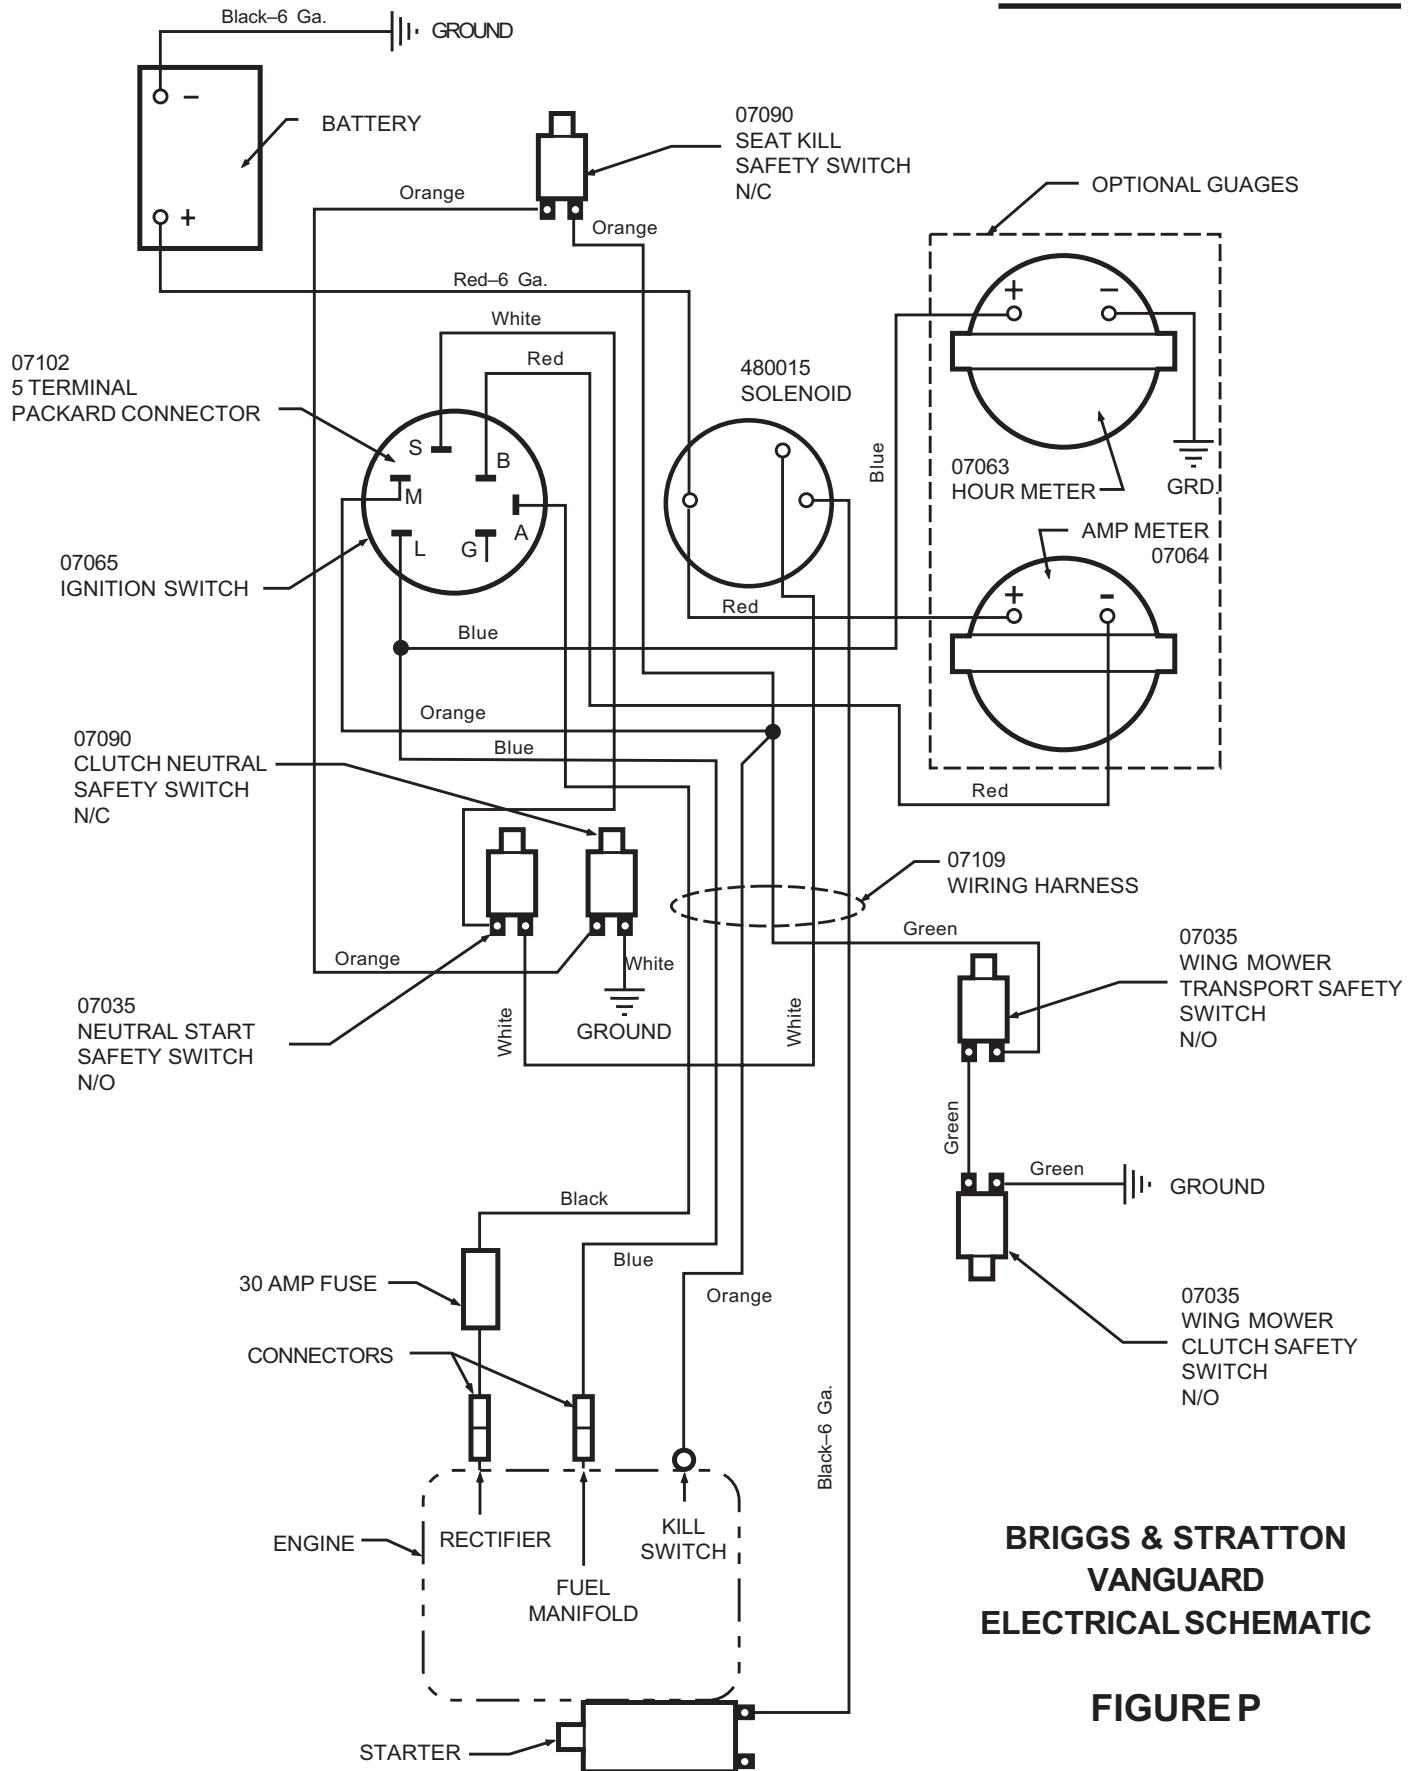 Black–6 Ga.
GROUND
–
+
BATTERY
07090
SEAT KILL
SAFETY SWITCH
N/C
Orange
Orange
OPTIONAL GUAGES
Red–6 Ga.
White
Red
07102
5 TERMINAL
PACKARD CONNECTOR
480015
SOLENOID
S
B
M
A
L
G
+
–
Blue
07063
HOUR METER
GRD.
AMP METER
07064
07065
IGNITION SWITCH
Red
+
-
Blue
Orange
Blue
07090
CLUTCH NEUTRAL
SAFETY SWITCH
N/C
Red
07109
WIRING HARNESS
Green
Orange
White
07035
NEUTRAL START
SAFETY SWITCH
N/O
White
GROUND
White
07035
WING MOWER
TRANSPORT SAFETY
SWITCH
N/O
Green
Green
GROUND
Black
Blue
30 AMP FUSE
Orange
07035
WING MOWER
CLUTCH SAFETY
SWITCH
N/O
CONNECTORS
Black–6 Ga.
ENGINE
RECTIFIER
KILL
SWITCH
FUEL
MANIFOLD
BRIGGS & STRATTON
VANGUARD
ELECTRICAL SCHEMATIC
FIGURE P
STARTER